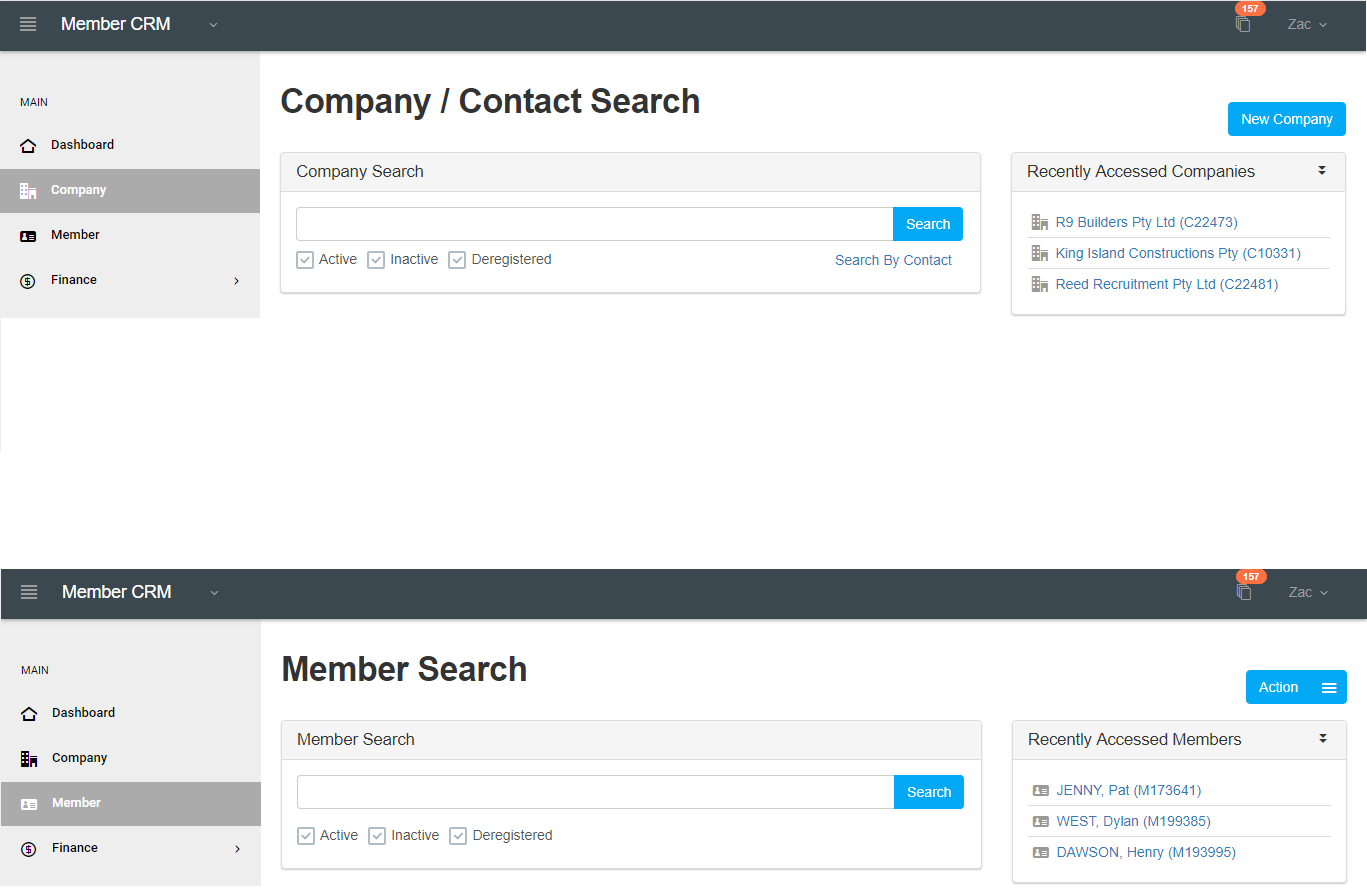 Member CRM
157
Zac
MAIN
Dashboard
Company
Member
Finance
Company / Contact Search
New Company
Company Search
Search
Active Inactive Deregistered
Search By Contact
Recently Accessed Companies
R9 Builders Pty Ltd (C22473)
King Island Constructions Pty (C10331)
Reed Recruitment Pty Ltd (C22481)
Member CRM
157
Zac
MAIN
Dashboard
Company
Member
Finance
Member Search
Action
Member Search
Search
Active Inactive Deregistered
Recently Accessed Members
JENNY, Pat (M173641)
WEST, Dylan (M199385)
DAWSON, Henry (M193995)